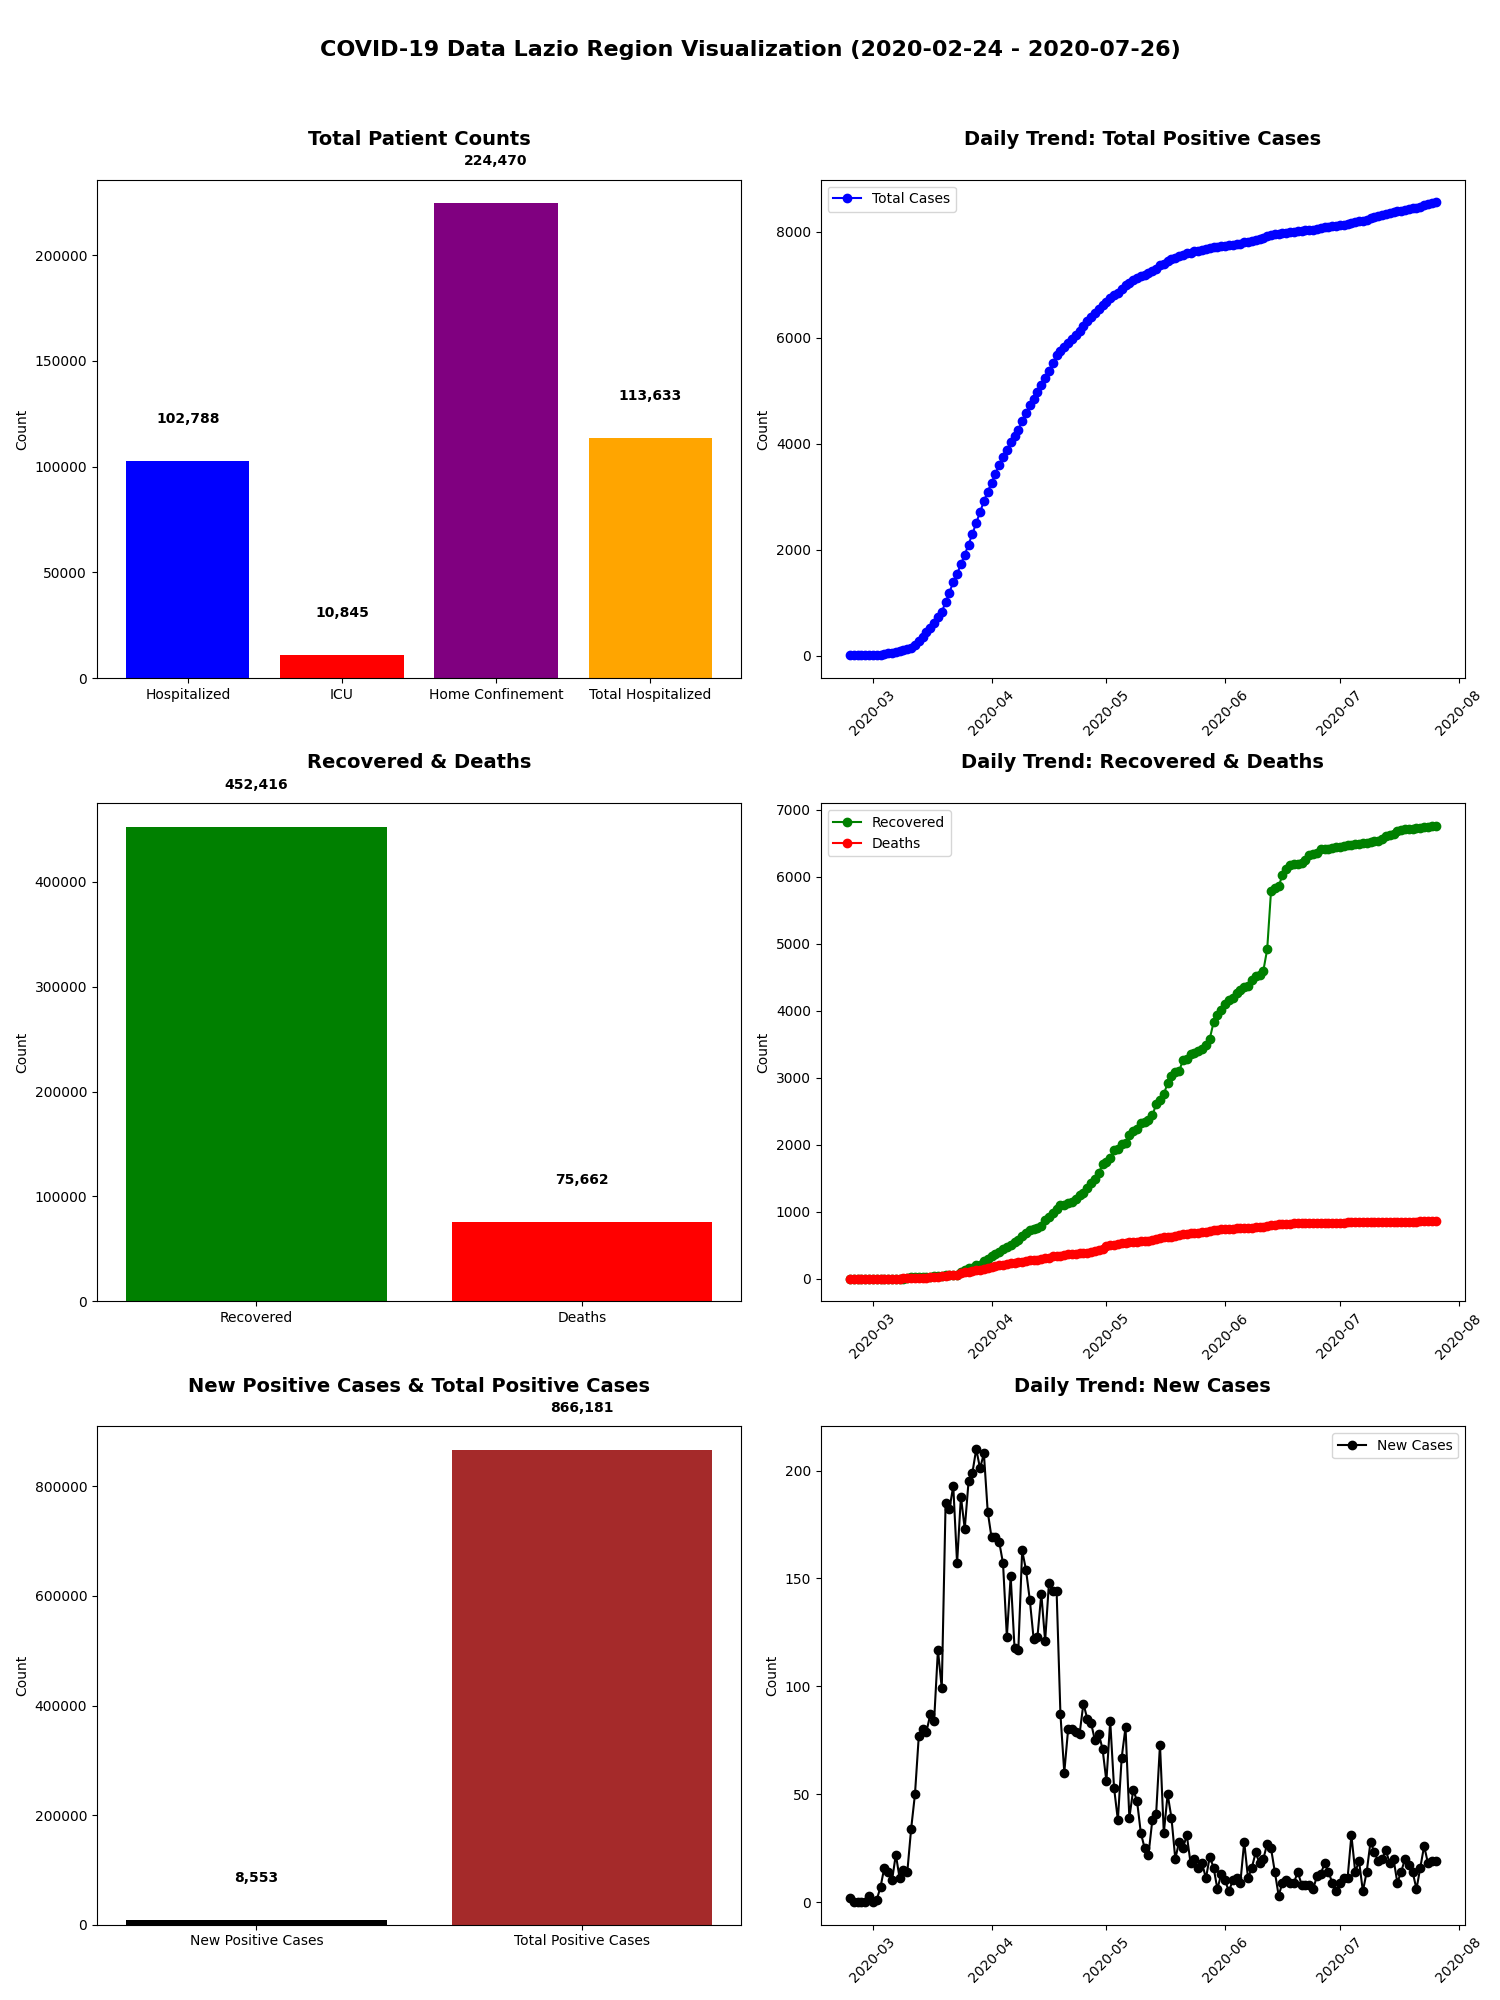 COVID-19 Data Lazio Region Visualization (2020-02-24 - 2020-07-26)
Total Patient Counts
224,470
113,633
102,788
10,845
Count
200000
150000
100000
50000
0
Hospitalized ICU Home Confinement Total Hospitalized
Daily Trend: Total Positive Cases
Total Cases
Count
8000
6000
4000
2000
0
2020-03 2020-04 2020-05 2020-06 2020-07 2020-08
Recovered & Deaths
452,416
75,662
Count
400000
300000
200000
100000
0
Recovered Deaths
Daily Trend: Recovered & Deaths
Recovered
Deaths
Count
7000
6000
5000
4000
3000
2000
1000
0
2020-03 2020-04 2020-05 2020-06 2020-07 2020-08
New Positive Cases & Total Positive Cases
866,181
8,553
Count
800000
600000
400000
200000
0
New Positive Cases Total Positive Cases
Daily Trend: New Cases
New Cases
Count
200
150
100
50
0
2020-03 2020-04 2020-05 2020-06 2020-07 2020-08